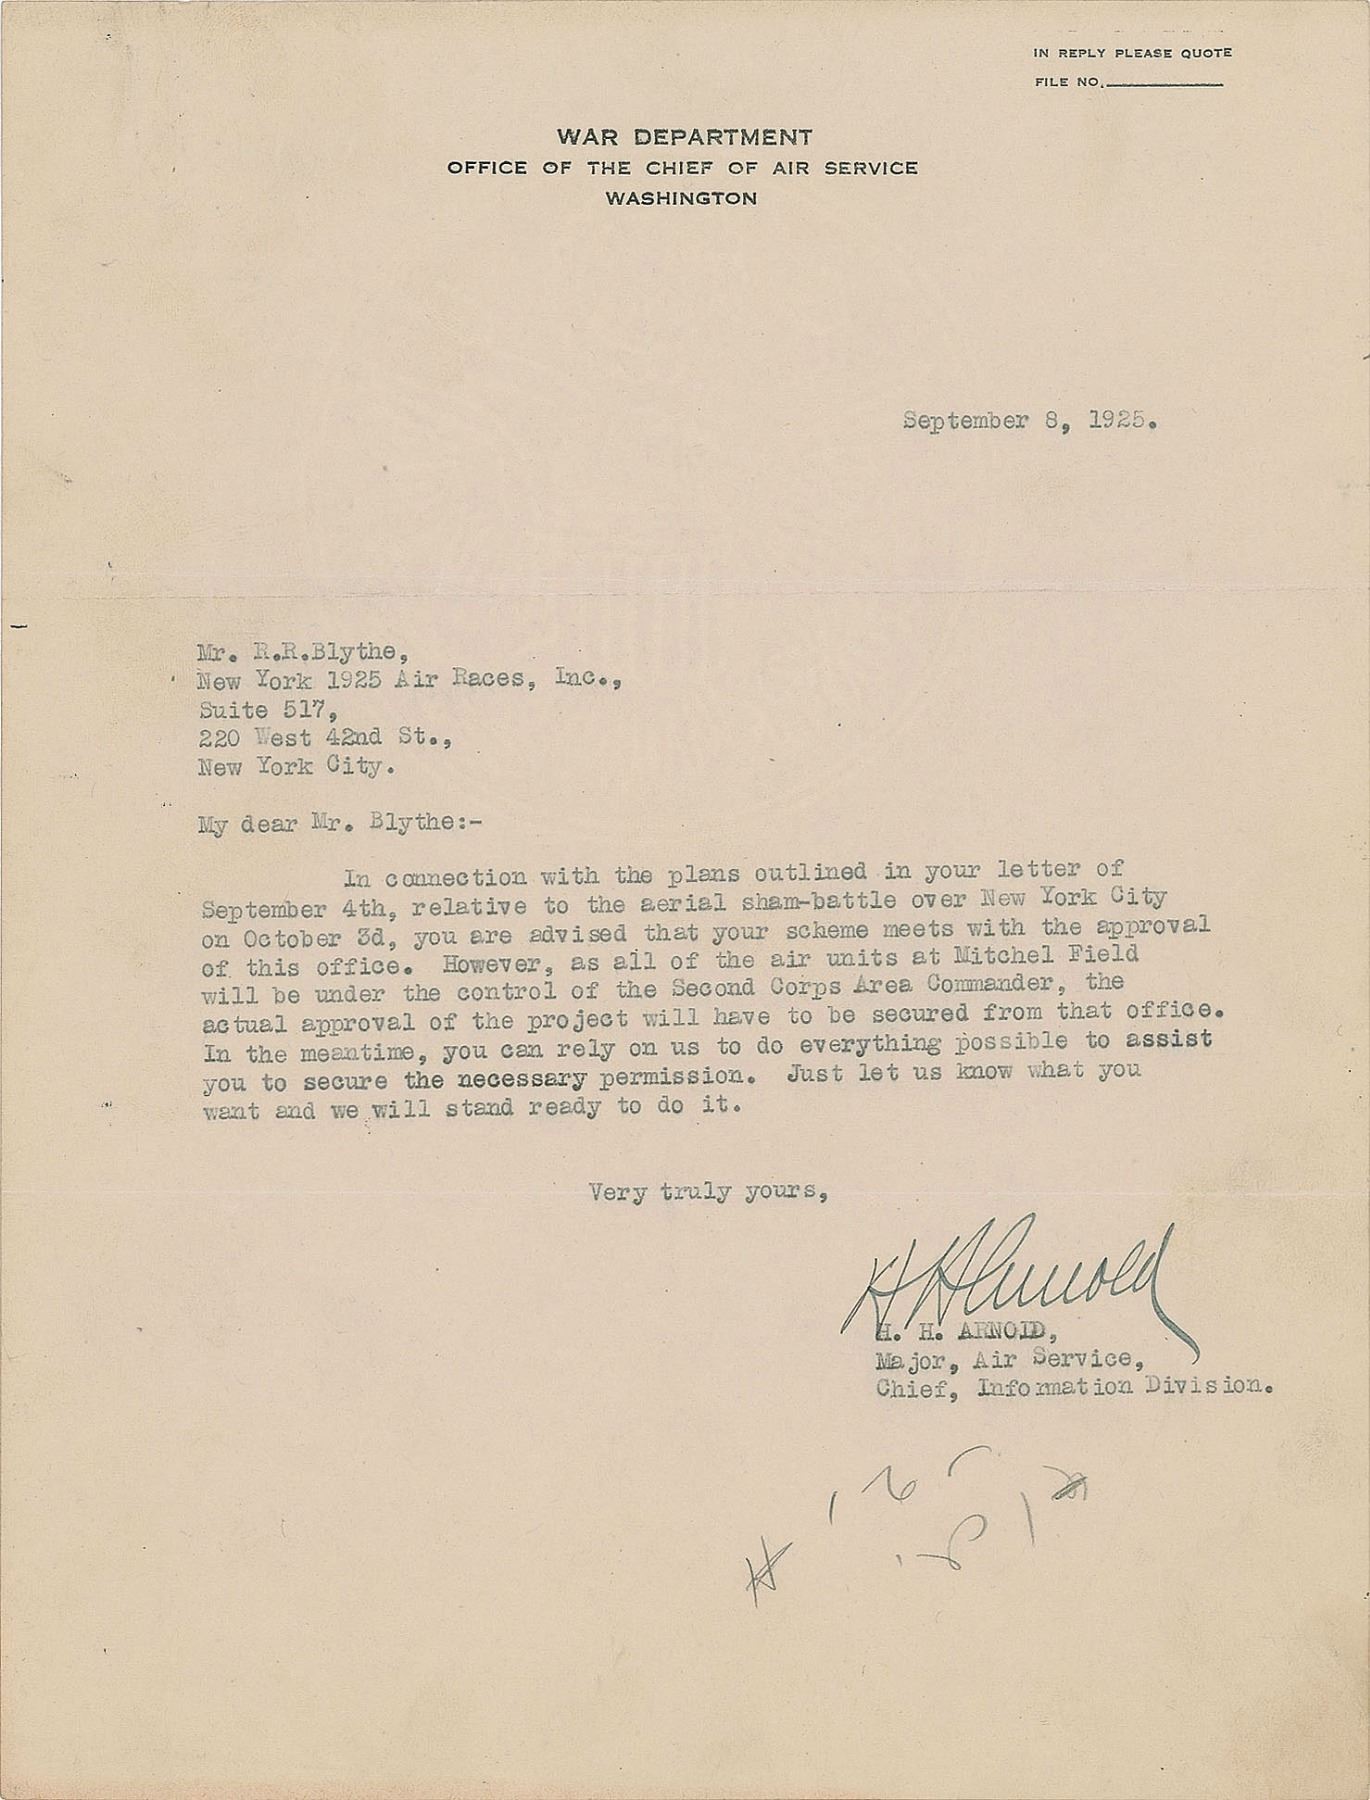 IN REPLY PLEASE QUOTE
FILE NO.
WAR DEPARTMENT
OFFICE OF THE CHIEF OF AIR SERVICE
WASHINGTON
September 8, 1925.
Mr. R.R.Blythe,
New York 1925 Air Races, Inc.,
Suite 517,
220 West 42nd St.,
New York City.
My dear Mr. Blythe:-
In connection with the plans outlined in your letter of
September 4th, relative to the aerial sham-battle over New York City
on October 3d, you are advised that your scheme meets with the approval
of this office. However, as all of the air units at Mitchel Field
will be under the control of the Second Corps Area Commander, the
actual approval of the project will have to be secured from that office.
In the meantime, you can rely on us to do everything possible to assist
you to secure the necessary permission. Just let us know what you
want and we will stand ready to do it.
Very truly yours,
H H Arnold
H. H. ARNOLD,
Major, Air Service,
Chief, Information Division.